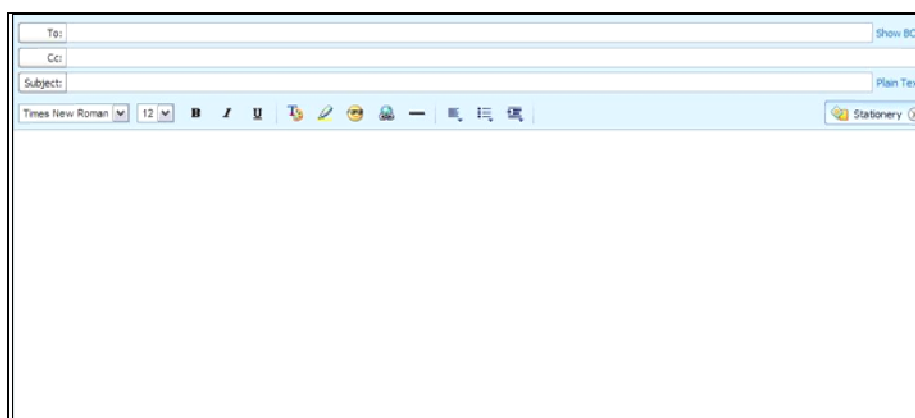 To: Show BC
Cc:
Subject: Plain Tex
Times New Roman 12 B I U T Stationery